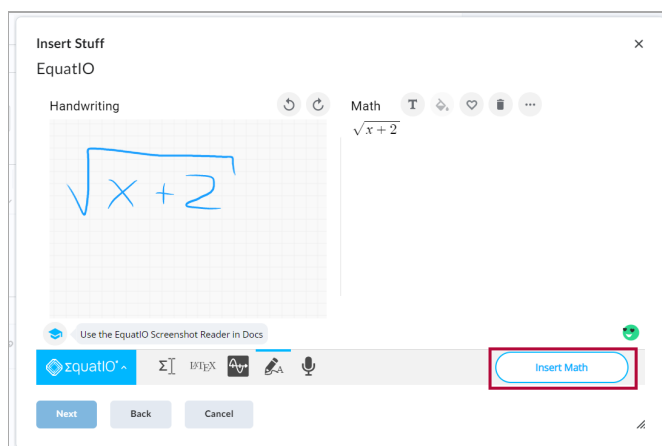 Insert Stuff
EquatIO
Handwriting
Math T
√x + 2
√x + 2
Use the EquatIO Screenshot Reader in Docs
ΣquatIO Σ LATEX A Insert Math
Next Back Cancel